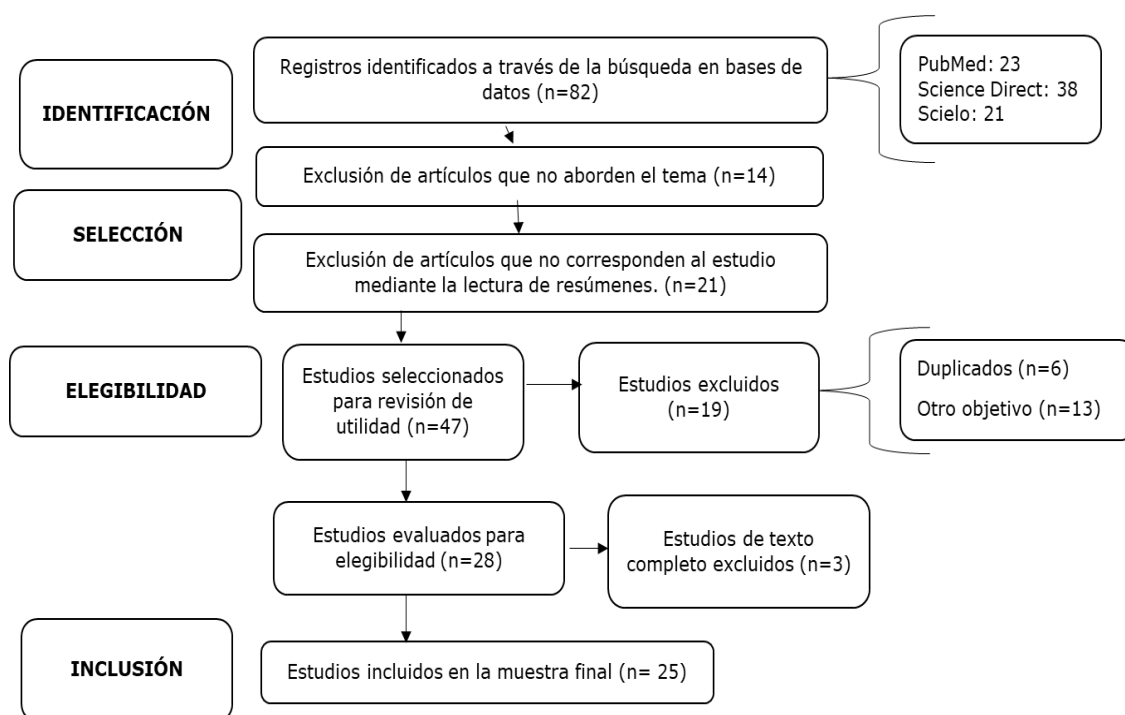 IDENTIFICACIÓN
Registros identificados a través de la búsqueda en bases de
datos (n=82)
PubMed: 23
Science Direct: 38
Scielo: 21
Exclusión de artículos que no aborden el tema (n=14)
SELECCIÓN
Exclusión de artículos que no corresponden al estudio
mediante la lectura de resúmenes. (n=21)
ELEGIBILIDAD
Estudios seleccionados
para revisión de
utilidad (n=47)
Estudios excluidos
(n=19)
Duplicados (n=6)
Otro objetivo (n=13)
Estudios evaluados para
elegibilidad (n=28)
Estudios de texto
completo excluidos (n=3)
INCLUSIÓN
Estudios incluidos en la muestra final (n= 25)